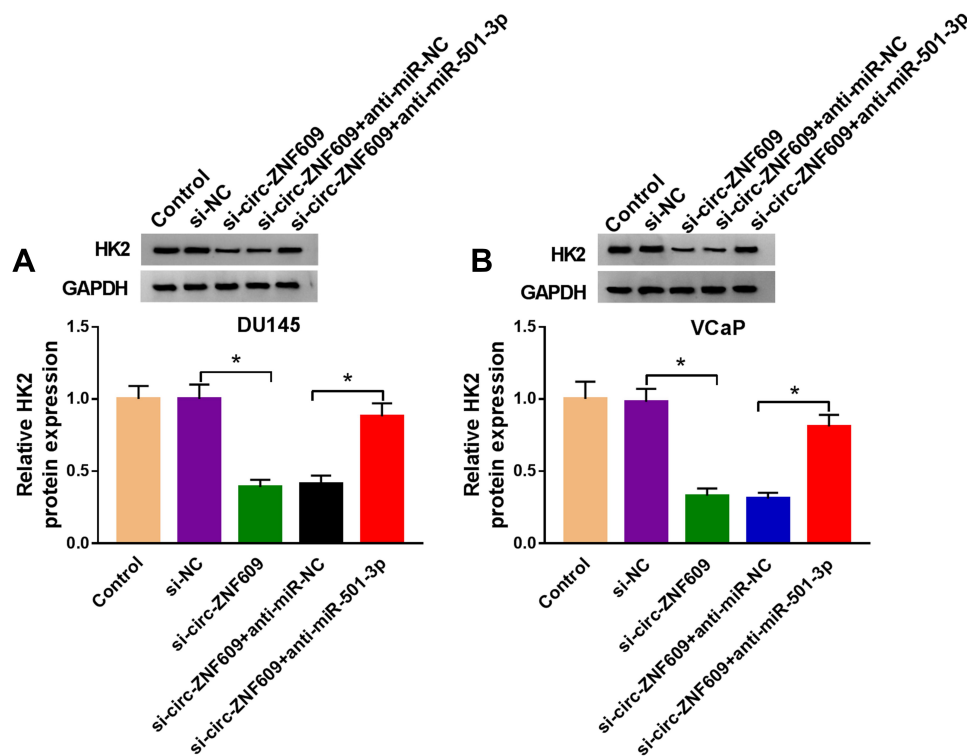 Control
si-NC
si-circ-ZNF609
si-circ-ZNF609+anti-miR-NC
si-circ-ZNF609+anti-miR-501-3p
A
HK2
GAPDH
DU145
Relative HK2
protein expression
1.5
1.0
0.5
0.0
*
*
Control
si-NC
si-circ-ZNF609
si-circ-ZNF609+anti-miR-NC
si-circ-ZNF609+anti-miR-501-3p
Control
si-NC
si-circ-ZNF609
si-circ-ZNF609+anti-miR-NC
si-circ-ZNF609+anti-miR-501-3p
B
HK2
GAPDH
VCaP
Relative HK2
protein expression
1.5
1.0
0.5
0.0
*
*
Control
si-NC
si-circ-ZNF609
si-circ-ZNF609+anti-miR-NC
si-circ-ZNF609+anti-miR-501-3p